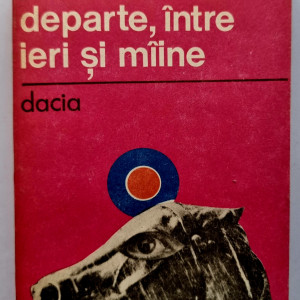 departe, între
ieri și mîine
dacia